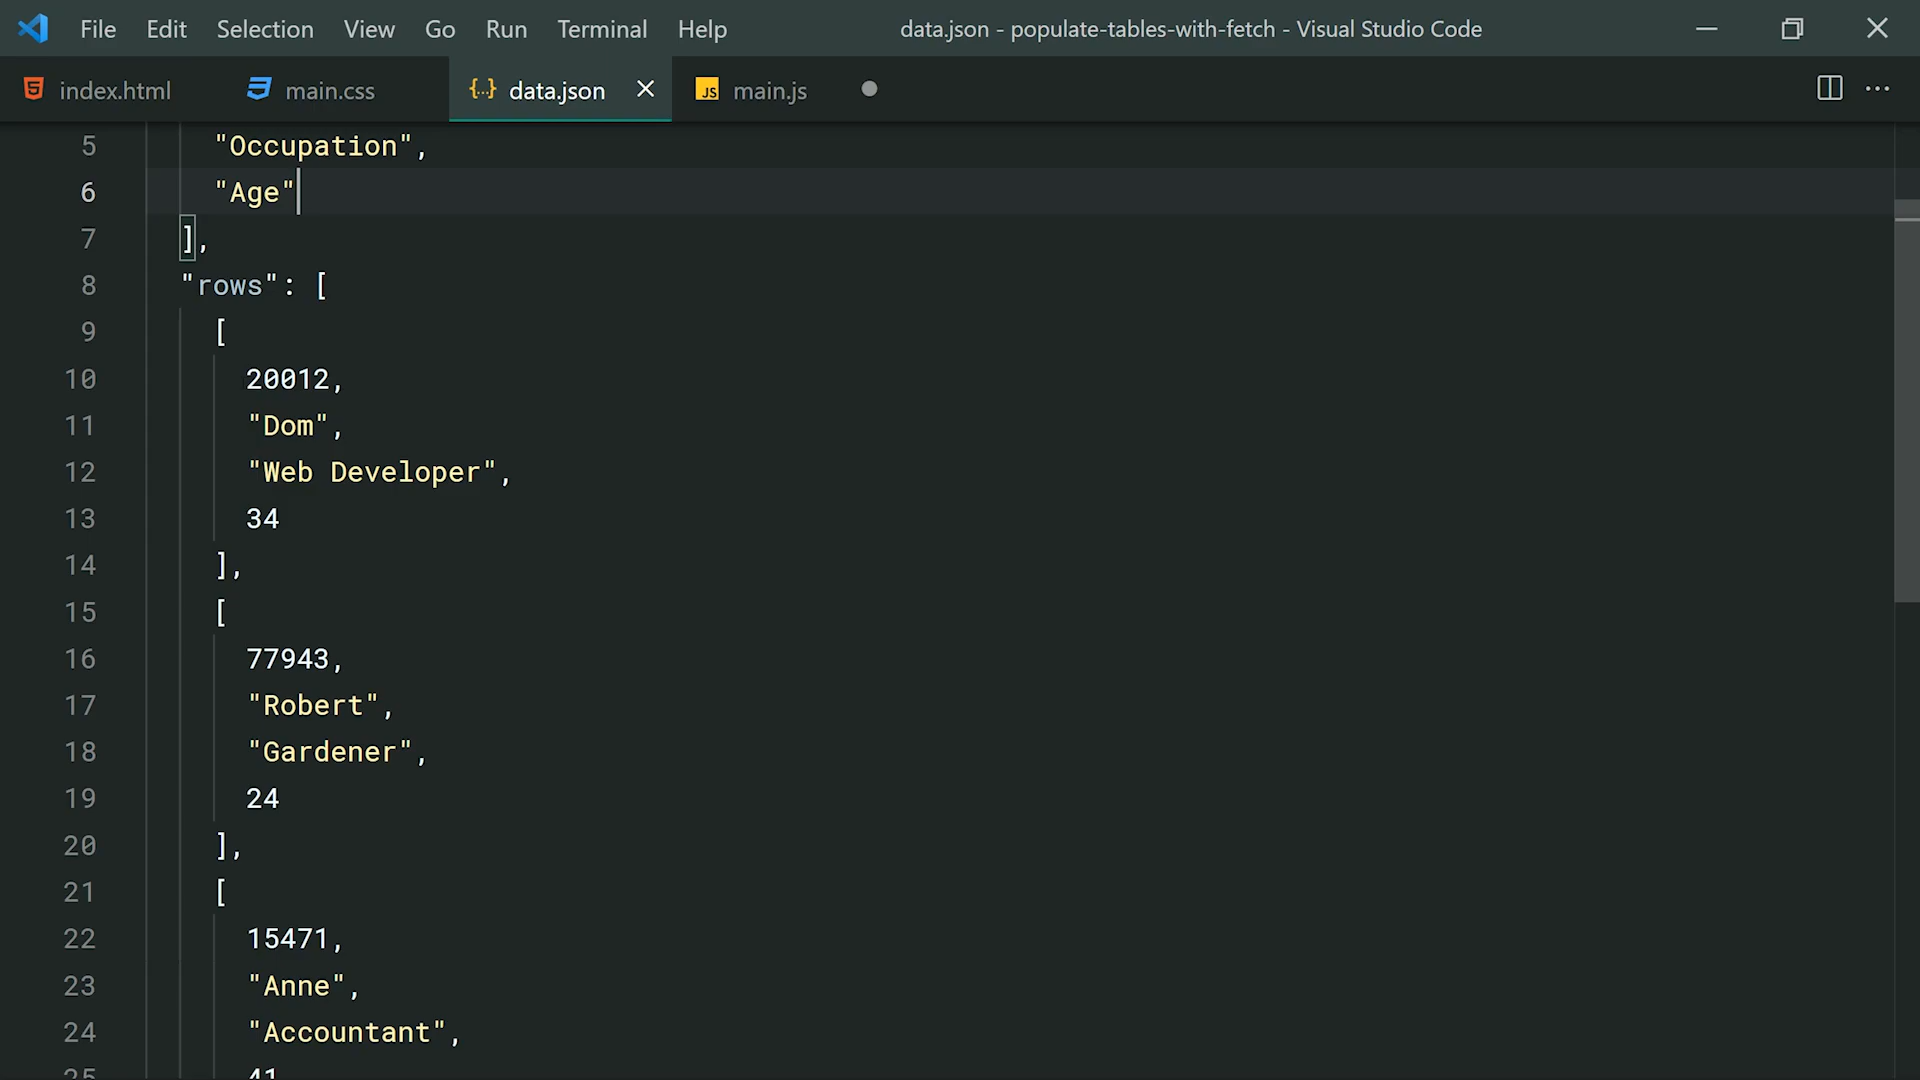 File Edit Selection View Go Run Terminal Help data.json - populate-tables-with-fetch - Visual Studio Code
index.html main.css {..} data.json JS main.js
5 "Occupation",
6 "Age"
7 ],
8 "rows": [
9 [
10 20012,
11 "Dom",
12 "Web Developer",
13 34
14 ],
15 [
16 77943,
17 "Robert",
18 "Gardener",
19 24
20 ],
21 [
22 15471,
23 "Anne",
24 "Accountant",
25 41